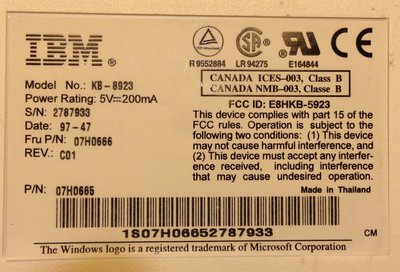 IBM
R 9552884 LR 94275 E164844
CANADA ICES-003, Class B
CANADA NMB-003, Class B
Model No.: KB-8923
Power Rating: 5V⎓200mA
S/N: 2787933
Date: 97-47
Fru P/N: 07H0666
REV.: C01
P/N: 07H0665
FCC ID: E8HKB-5923
This device complies with part 15 of the
FCC rules. Operation is subject to the
following two conditions: (1) This device
may not cause harmful interference, and
(2) This device must accept any interfer-
ence received, including interference
that may cause undesired operation.
Made in Thailand
1S07H06652787933
CM
The Windows logo is a registered trademark of Microsoft Corporation